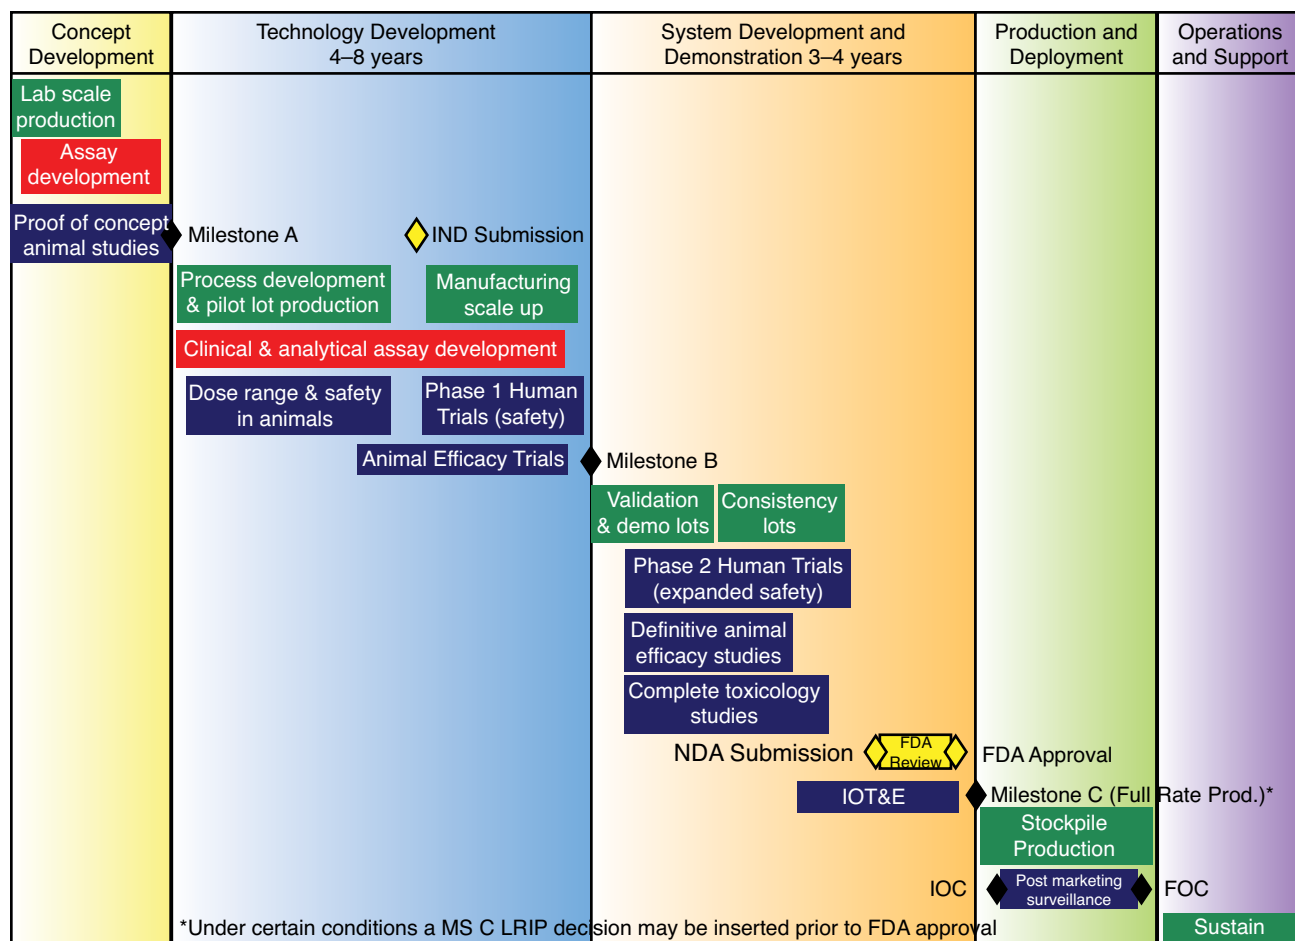 Concept
Development
Technology Development
4–8 years
System Development and
Demonstration 3–4 years
Production and
Deployment
Operations
and Support
Lab scale
production
Assay
development
Proof of concept
animal studies
Milestone A
IND Submission
Process development
& pilot lot production
Manufacturing
scale up
Clinical & analytical assay development
Dose range & safety
in animals
Phase 1 Human
Trials (safety)
Animal Efficacy Trials
Milestone B
Validation
& demo lots
Consistency
lots
Phase 2 Human Trials
(expanded safety)
Definitive animal
efficacy studies
Complete toxicology
studies
NDA Submission
FDA
Review
FDA Approval
IOT&E
Milestone C (Full Rate Prod.)*
Stockpile
Production
IOC
Post marketing
surveillance
FOC
*Under certain conditions a MS C LRIP decision may be inserted prior to FDA approval
Sustain